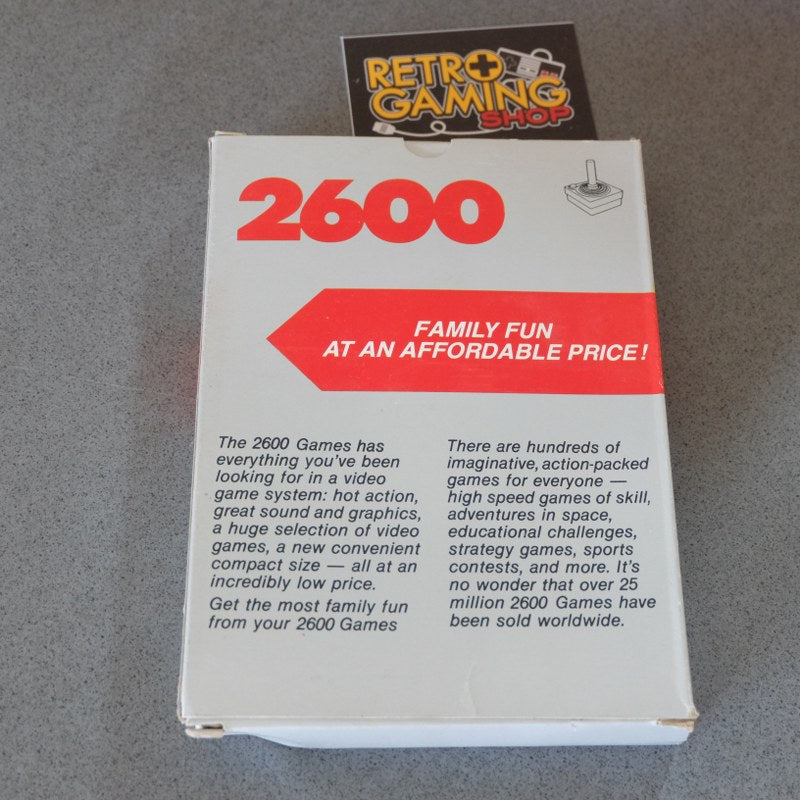 RETRO
GAMING
SHOP
2600
FAMILY FUN
AT AN AFFORDABLE PRICE!
The 2600 Games has
everything you've been
looking for in a video
game system: hot action,
great sound and graphics,
a huge selection of video
games, a new convenient
compact size — all at an
incredibly low price.
Get the most family fun
from your 2600 Games
There are hundreds of
imaginative, action-packed
games for everyone —
high speed games of skill,
adventures in space,
educational challenges,
strategy games, sports
contests, and more. It's
no wonder that over 25
million 2600 Games have
been sold worldwide.